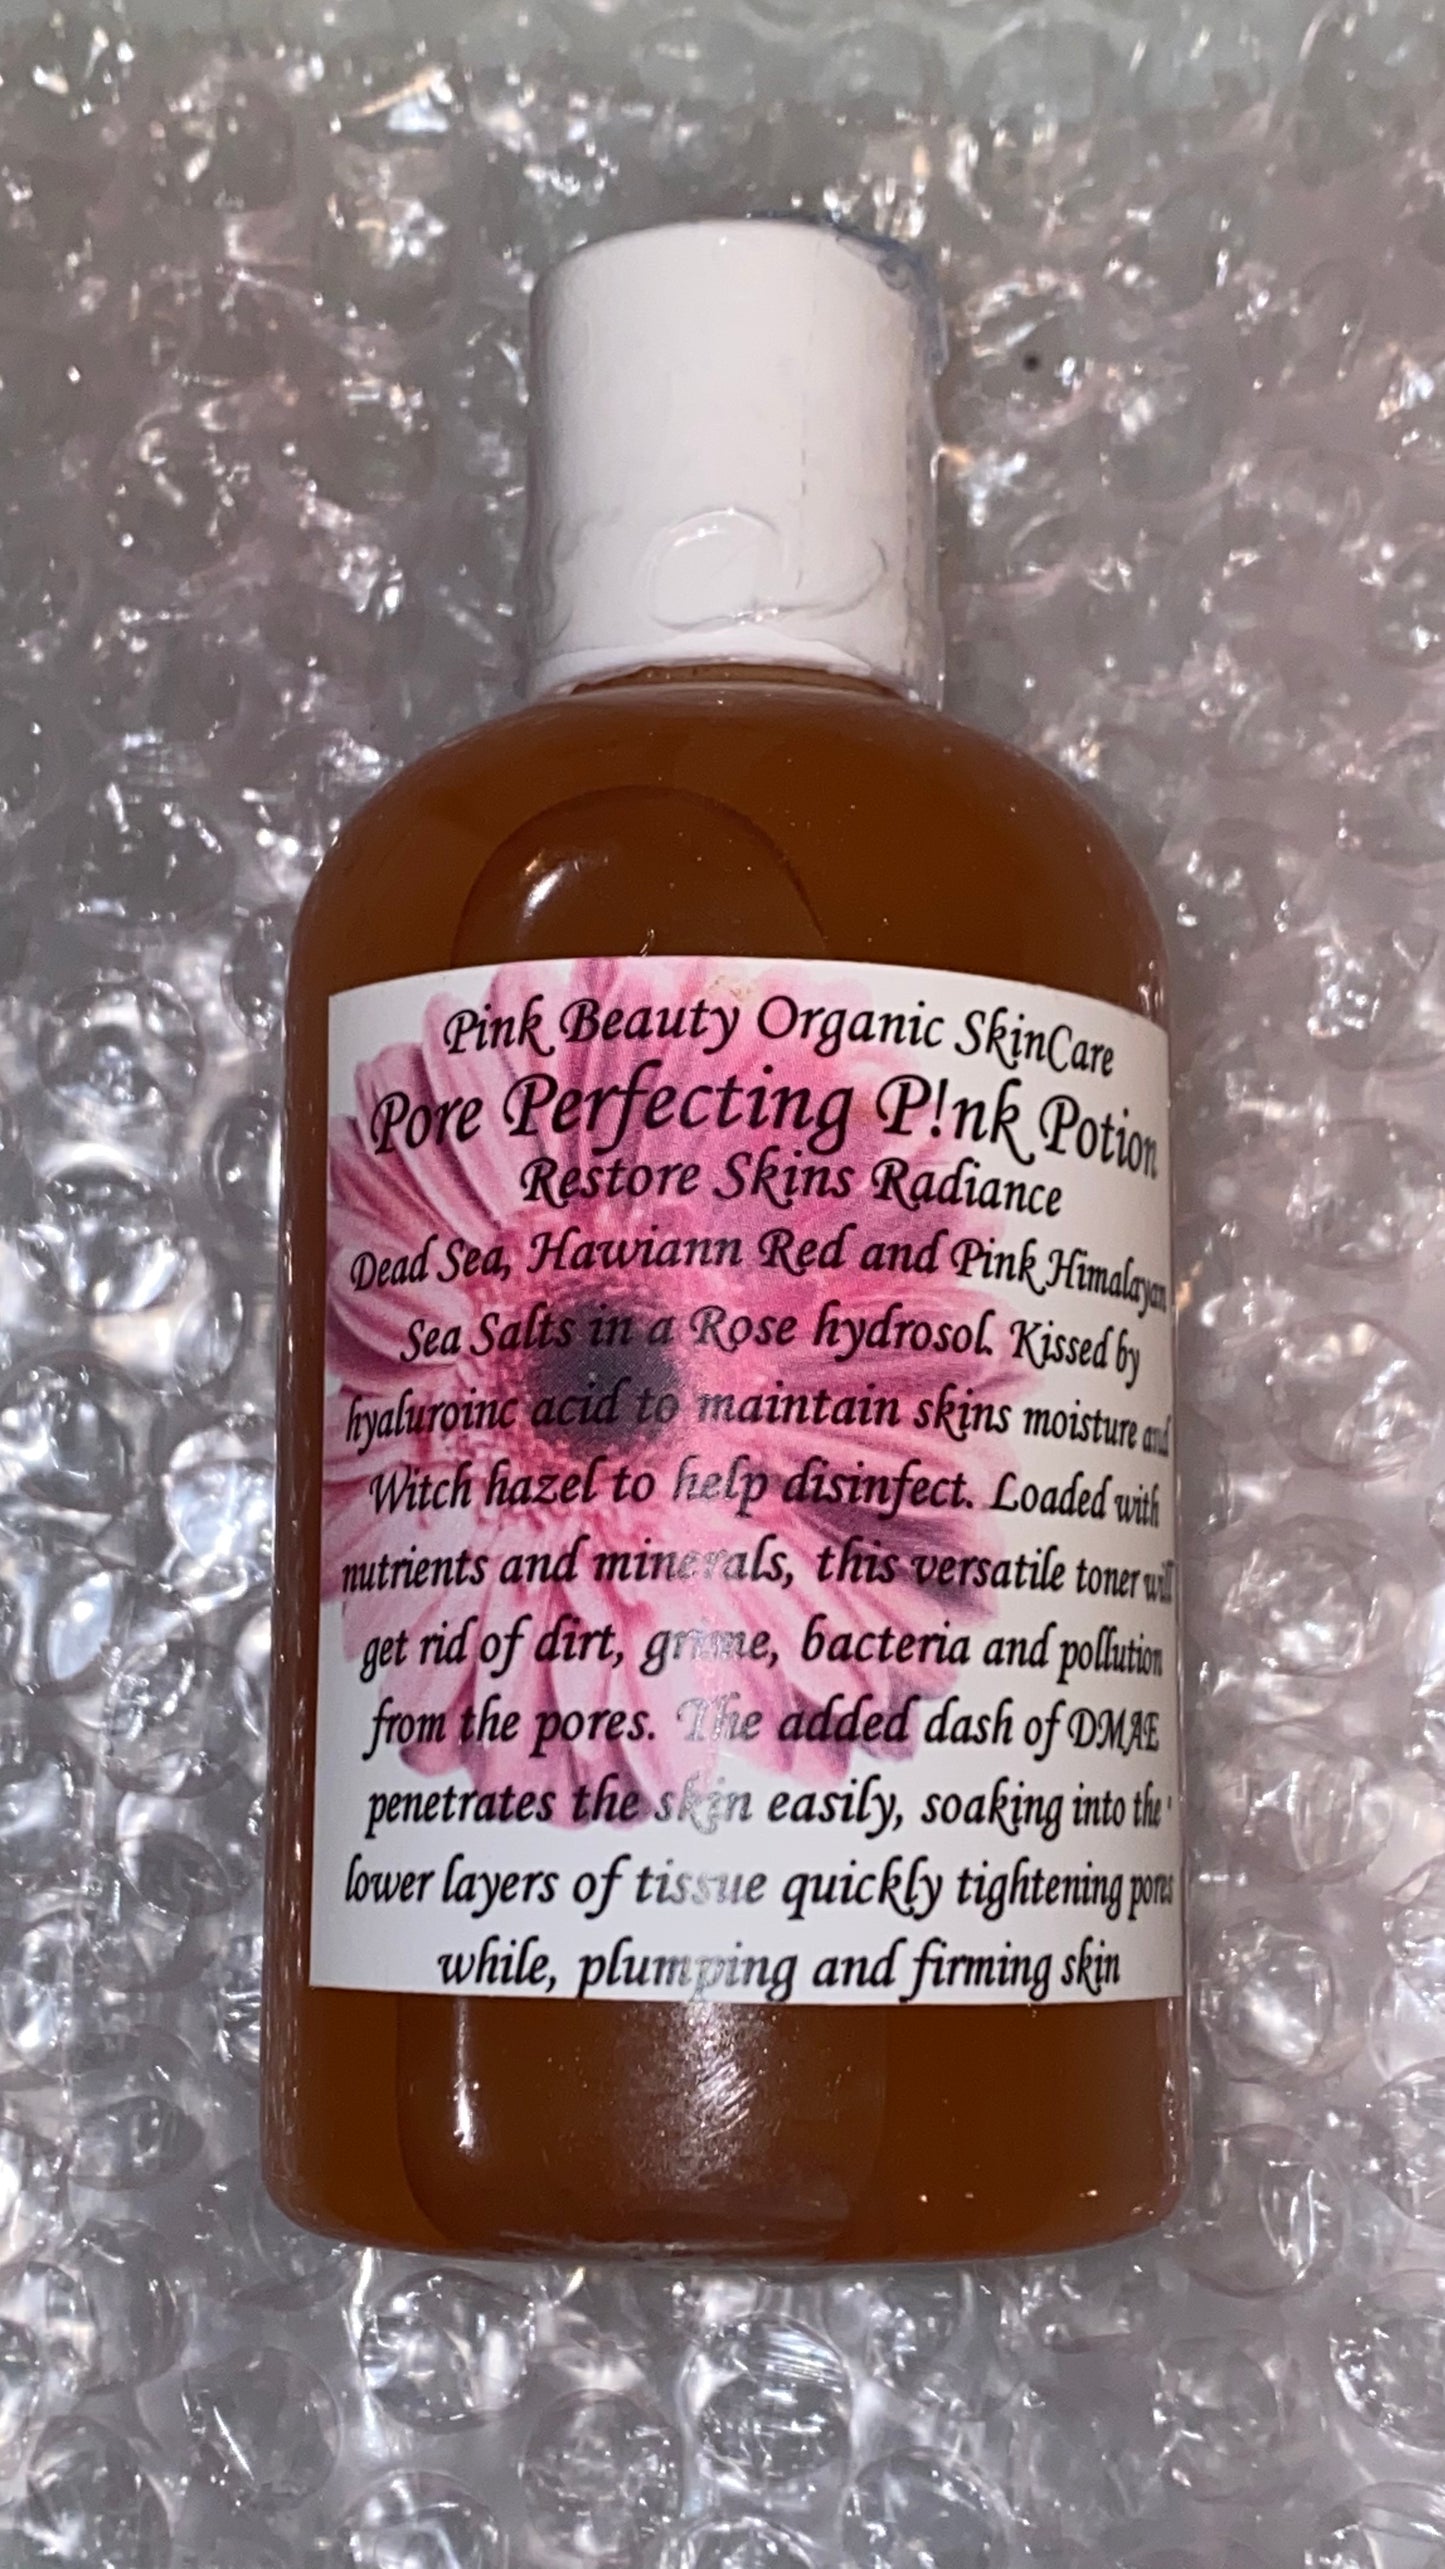 Pink Beauty Organic SkinCare
Pore Perfecting P!nk Potion
Restore Skins Radiance
Dead Sea, Hawiann Red and Pink Himalayan
Sea Salts in a Rose hydrosol. Kissed by
hyaluroinc acid to maintain skins moisture and
Witch hazel to help disinfect. Loaded with
nutrients and minerals, this versatile toner will
get rid of dirt, grime, bacteria and pollution
from the pores. The added dash of DMAE
penetrates the skin easily, soaking into the
lower layers of tissue quickly tightening pores
while, plumping and firming skin